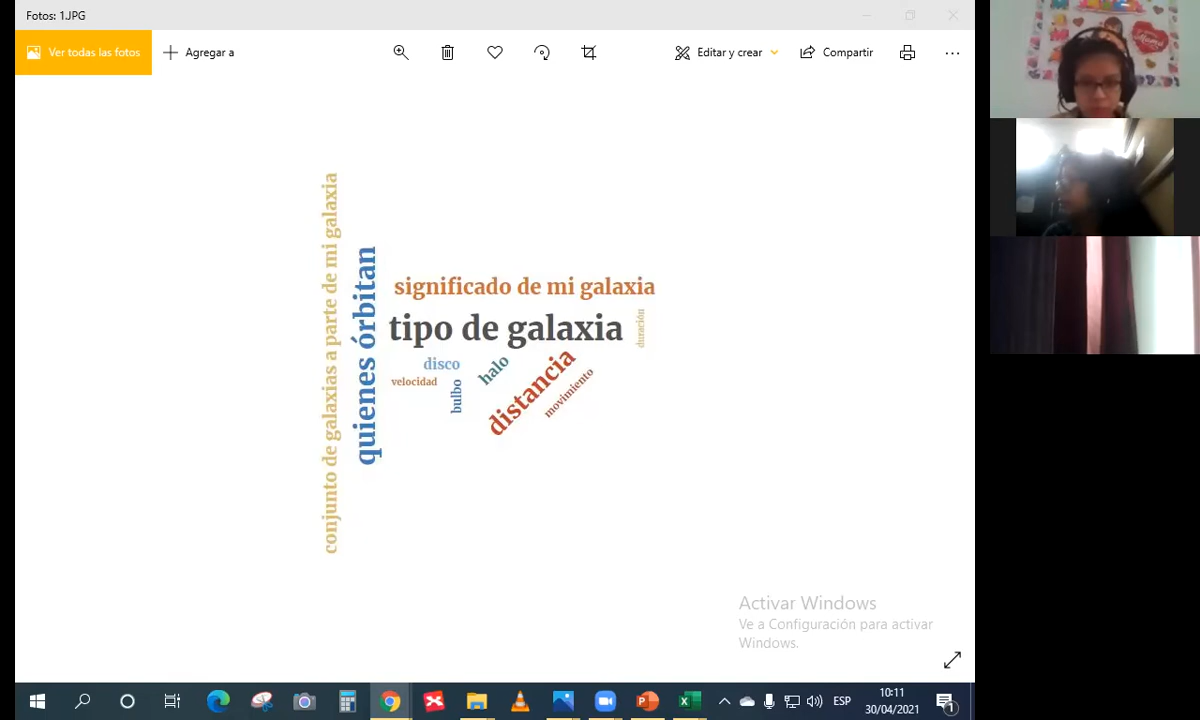 Fotos: 1.JPG
Ver todas las fotos
Agregar a
Editar y crear
Compartir
conjunto de galaxias a parte de mi galaxia
quienes órbitan
significado de mi galaxia
tipo de galaxia
duración
disco
velocidad
bulbo
halo
distancia
movimiento
Activar Windows
Ve a Configuración para activar
Windows.
ESP
10:11
30/04/2021
1